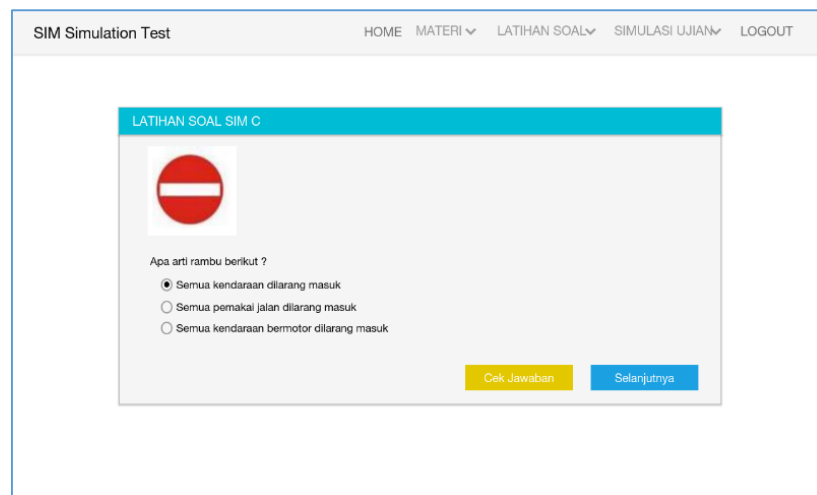 SIM Simulation Test HOME MATERI LATIHAN SOAL SIMULASI UJIAN LOGOUT
LATIHAN SOAL SIM C
Apa arti rambu berikut ?
Semua kendaraan dilarang masuk
Semua pemakai jalan dilarang masuk
Semua kendaraan bermotor dilarang masuk
Cek Jawaban Selanjutnya